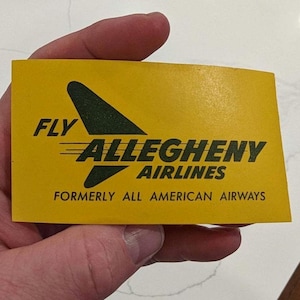 FLY
ALLEGHENY
AIRLINES
FORMERLY ALL AMERICAN AIRWAYS